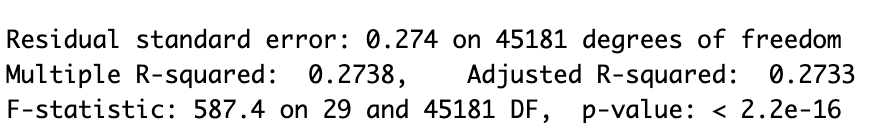 Residual standard error: 0.274 on 45181 degrees of freedom
Multiple R-squared:  0.2738,    Adjusted R-squared:  0.2733
F-statistic: 587.4 on 29 and 45181 DF,  p-value: < 2.2e-16